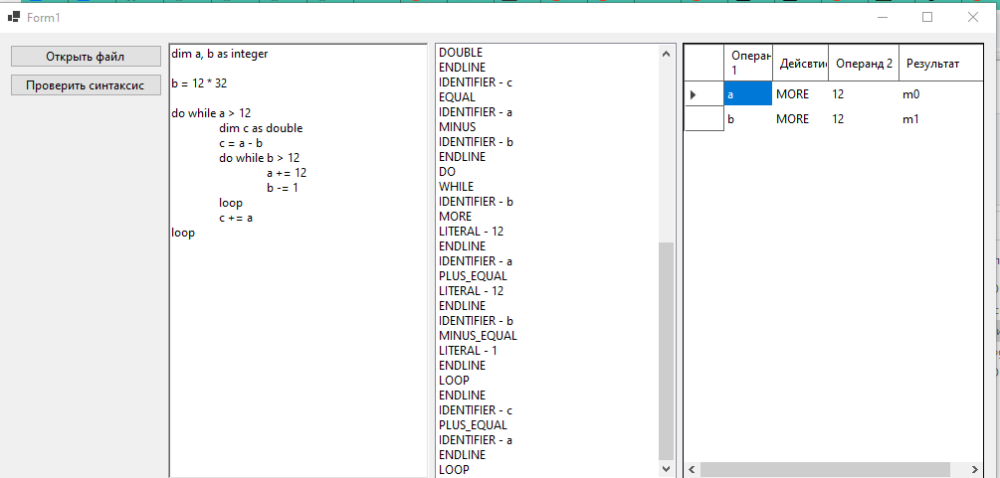 Form1
Открыть файл
Проверить синтаксис
dim a, b as integer
b = 12 * 32
do while a > 12
dim c as double
c = a - b
do while b > 12
a += 12
b -= 1
loop
c += a
loop
DOUBLE
ENDLINE
IDENTIFIER - c
EQUAL
IDENTIFIER - a
MINUS
IDENTIFIER - b
ENDLINE
DO
WHILE
IDENTIFIER - b
MORE
LITERAL - 12
ENDLINE
IDENTIFIER - a
PLUS_EQUAL
LITERAL - 12
ENDLINE
IDENTIFIER - b
MINUS_EQUAL
LITERAL - 1
ENDLINE
LOOP
ENDLINE
IDENTIFIER - c
PLUS_EQUAL
IDENTIFIER - a
ENDLINE
LOOP
Операн
1 Действи Операнд 2 Результат
a MORE 12 m0
b MORE 12 m1